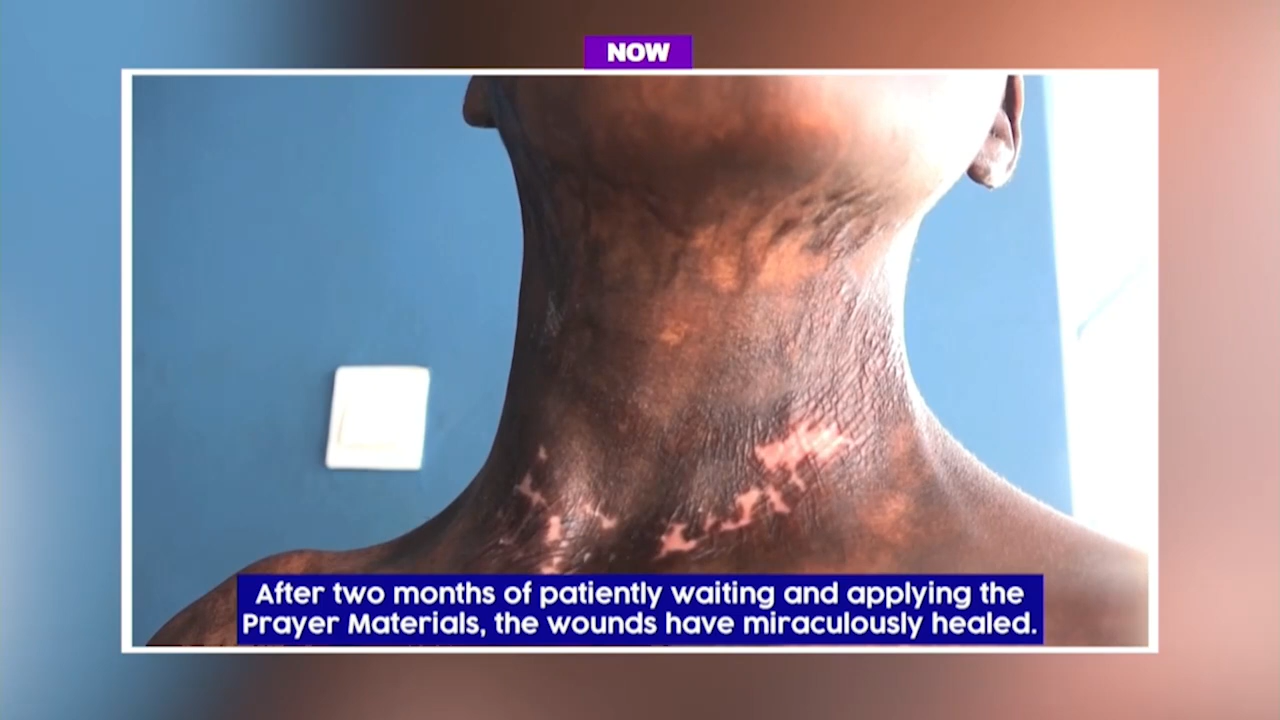 NOW
After two months of patiently waiting and applying the
Prayer Materials, the wounds have miraculously healed.